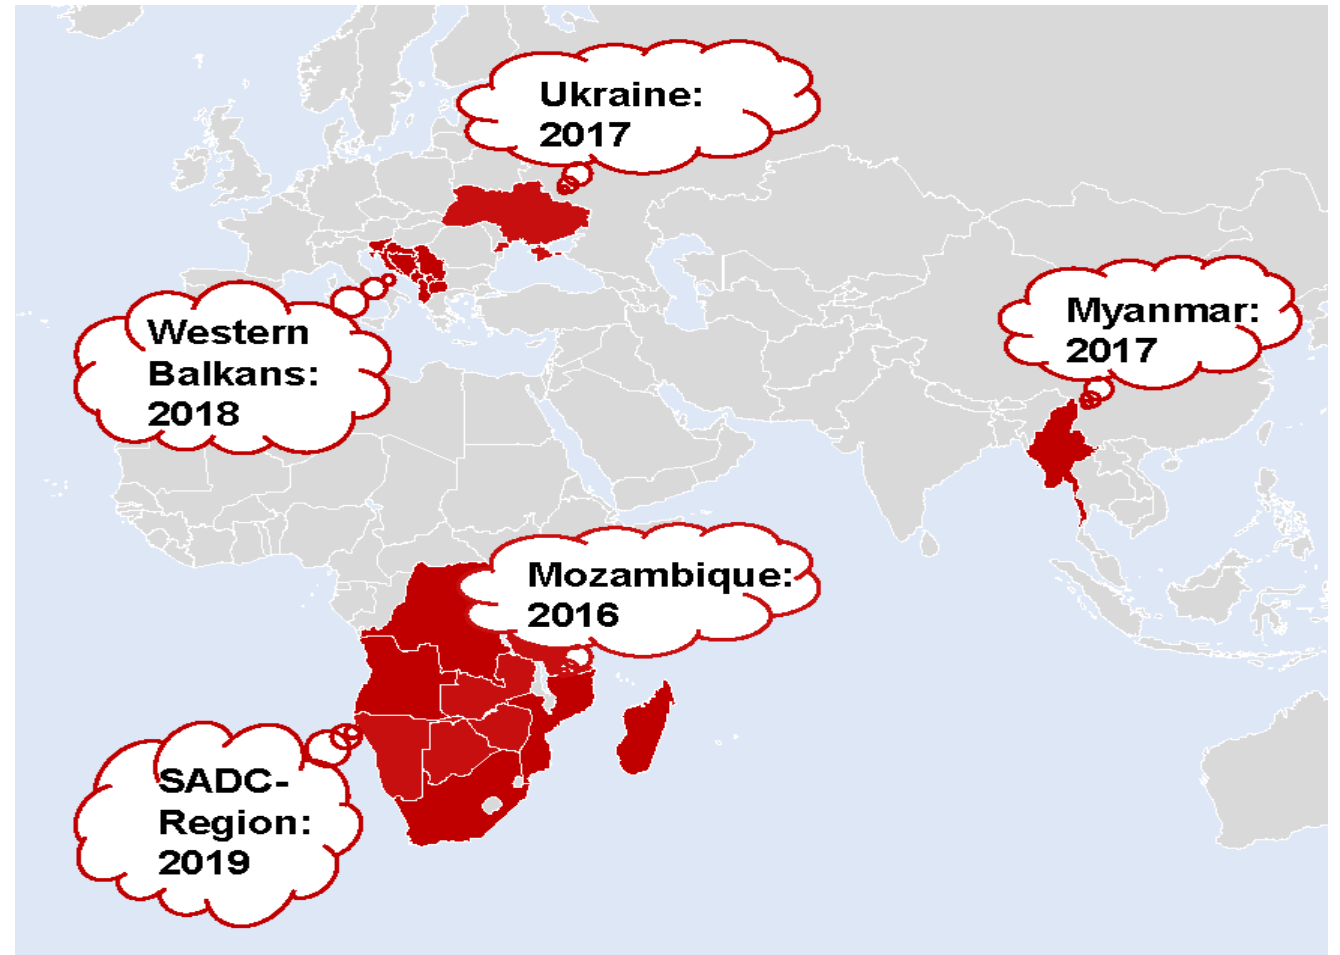 Ukraine:
2017
Western
Balkans:
2018
Myanmar:
2017
Mozambique:
2016
SADC-
Region:
2019